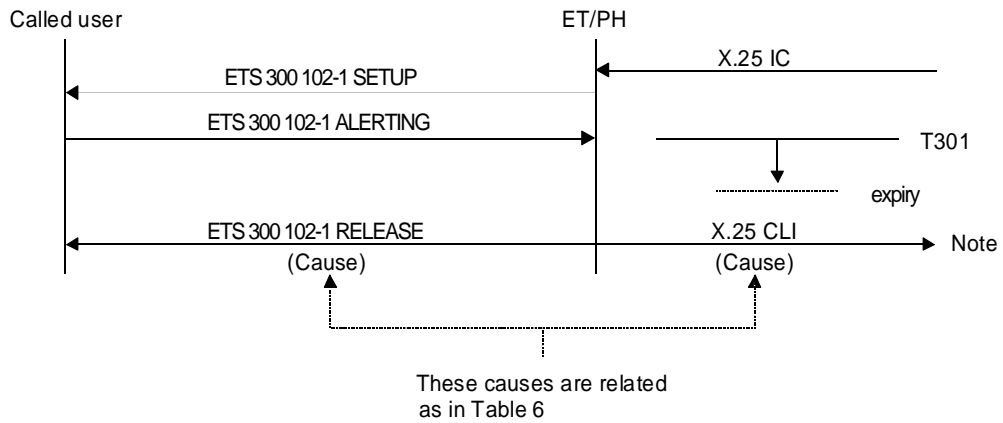 Called user
ET/PH
X.25 IC
ETS 300 102-1 SETUP
ETS 300 102-1 ALERTING
T301
expiry
ETS 300 102-1 RELEASE
X.25 CLI
Note
(Cause)
(Cause)
These causes are related
as in Table 6